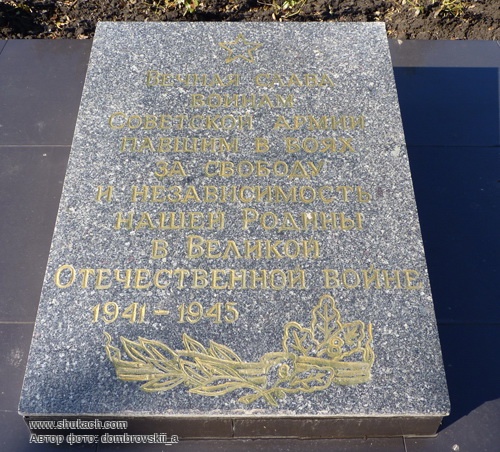 Вечная слава
воинам
Советской Армии
павшим в боях
за свободу
и независимость
нашей Родины
в Великой
Отечественной войне
1941-1945
www.shukach.com
Автор фото: dombrovskii_a